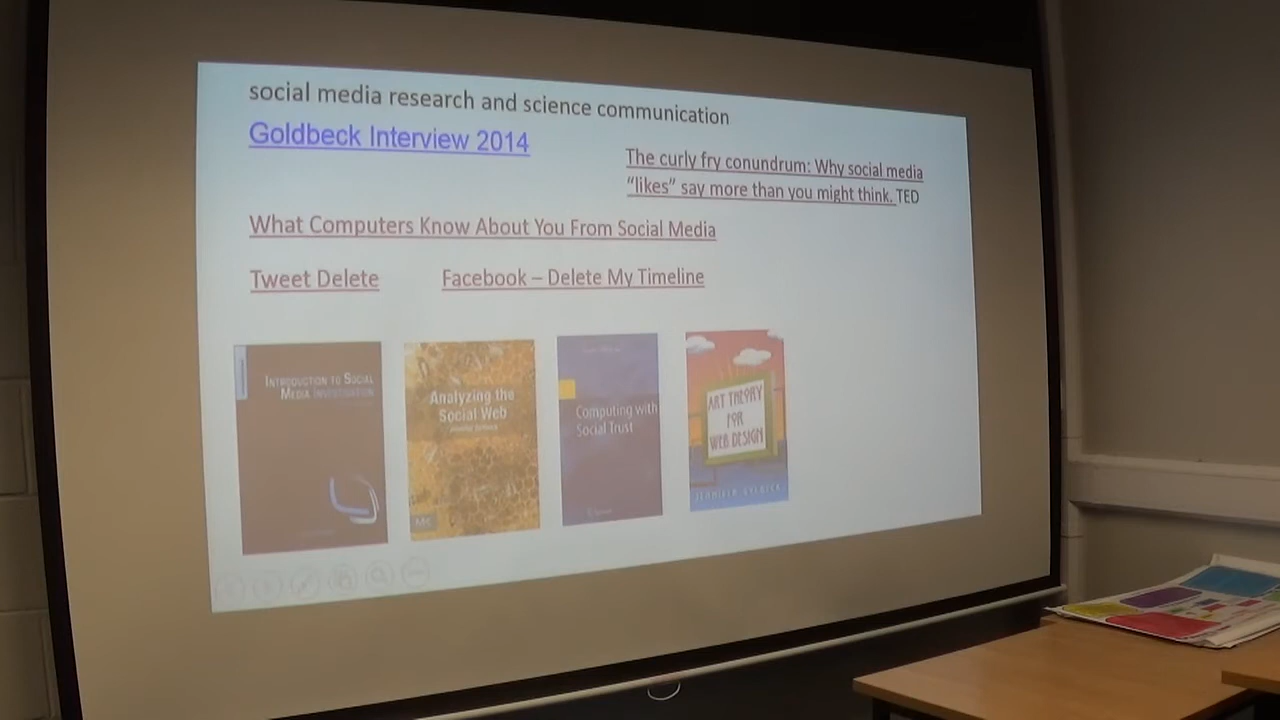 social media research and science communication
Goldbeck Interview 2014
The curly fry conundrum: Why social media
“likes” say more than you might think. TED
What Computers Know About You From Social Media
Tweet Delete
Facebook – Delete My Timeline
INTRODUCTION TO SOCIAL
MEDIA INVESTIGATION
Analyzing the
Social Web
Computing with
Social Trust
ART THEORY
FOR
WEB DESIGN